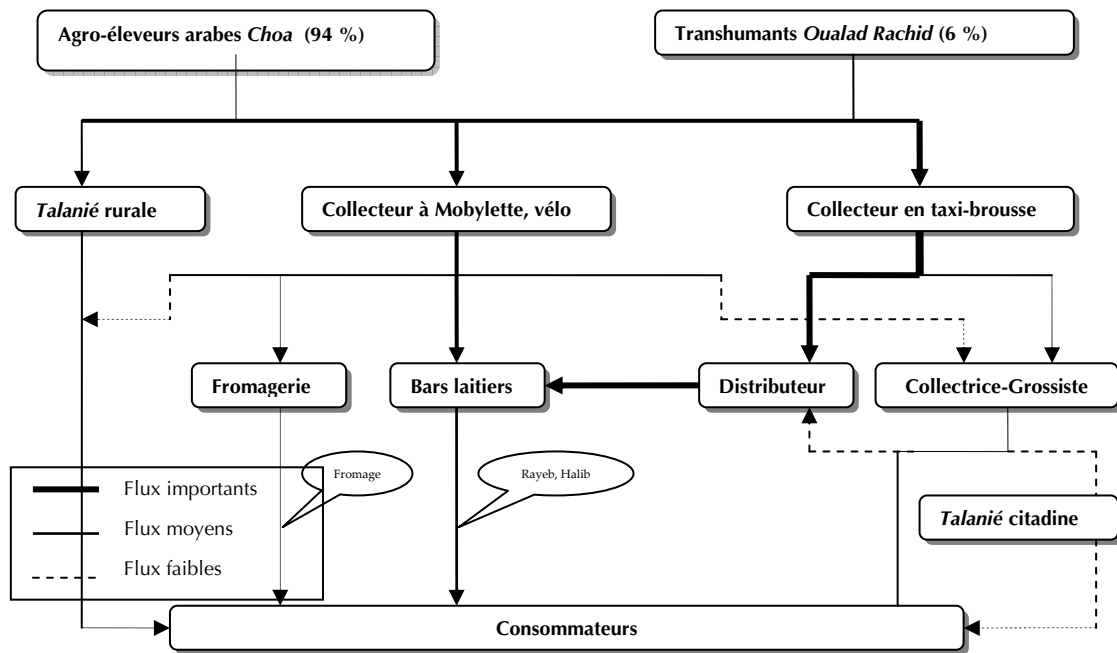 Agro-éleveurs arabes Choa (94 %)
Transhumants Oualad Rachid (6 %)
Talanié rurale
Collecteur à Mobylette, vélo
Collecteur en taxi-brousse
Fromagerie
Bars laitiers
Distributeur
Collectrice-Grossiste
Fromage
Rayeb, Halib
Flux importants
Flux moyens
Flux faibles
Talanié citadine
Consommateurs